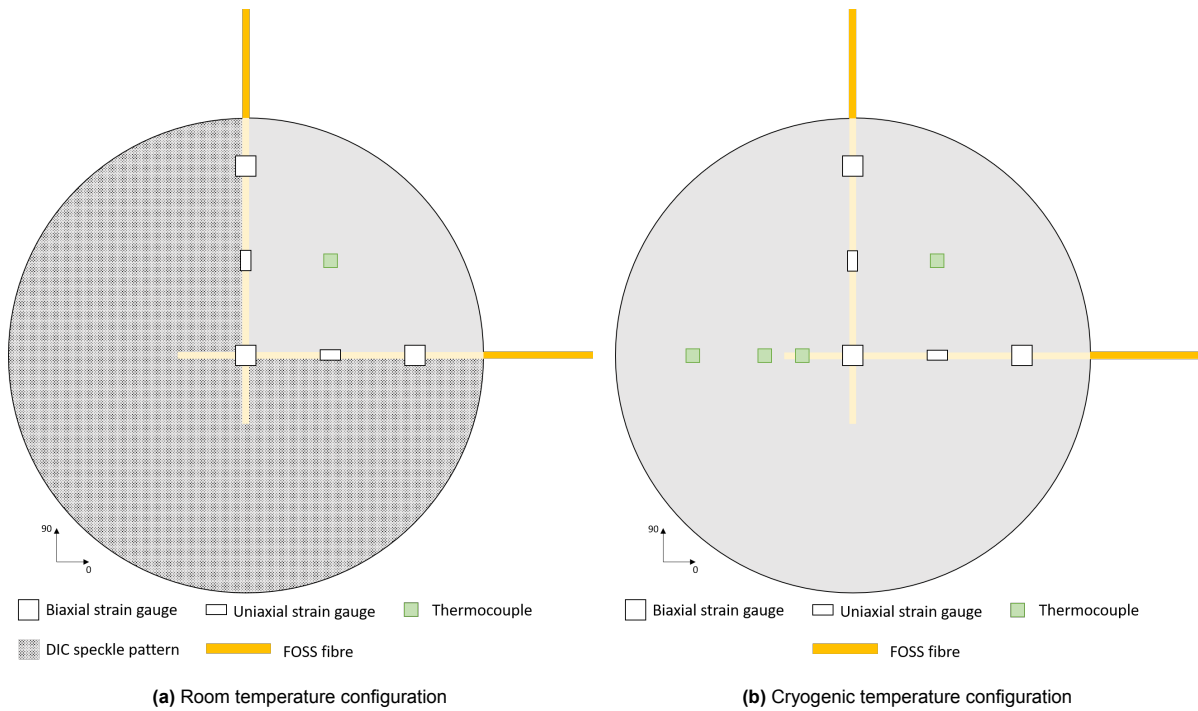 90
0
Biaxial strain gauge
Uniaxial strain gauge
Thermocouple
DIC speckle pattern
FOSS fibre
(a) Room temperature configuration
90
0
Biaxial strain gauge
Uniaxial strain gauge
Thermocouple
FOSS fibre
(b) Cryogenic temperature configuration